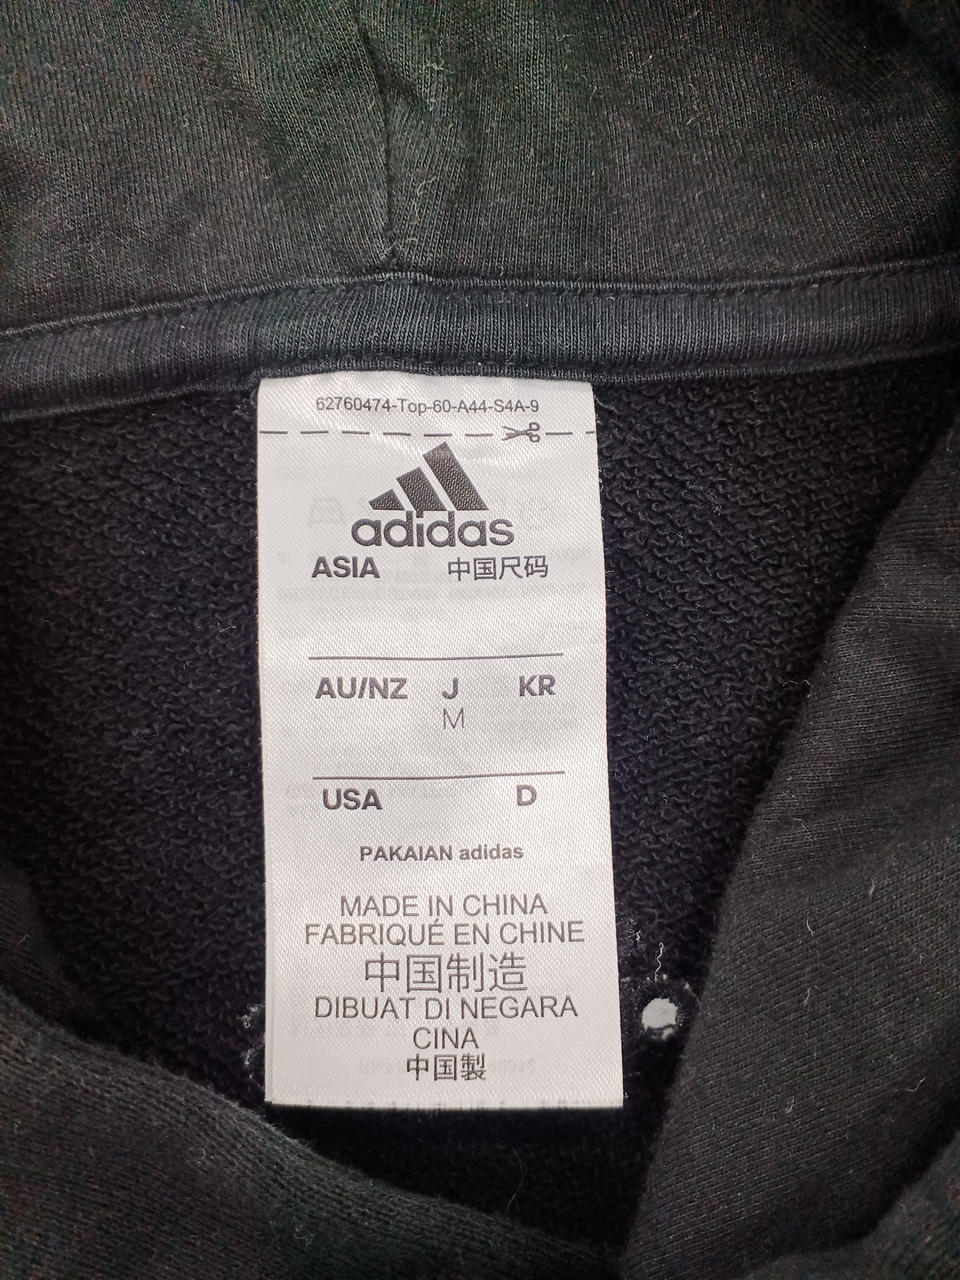 62760474-Top-60-A44-S4A-9
adidas
ASIA 中国尺码
AU/NZ J KR
M
USA D
PAKAIAN adidas
MADE IN CHINA
FABRIQUÉ EN CHINE
中国制造
DIBUAT DI NEGARA
CINA
中国製